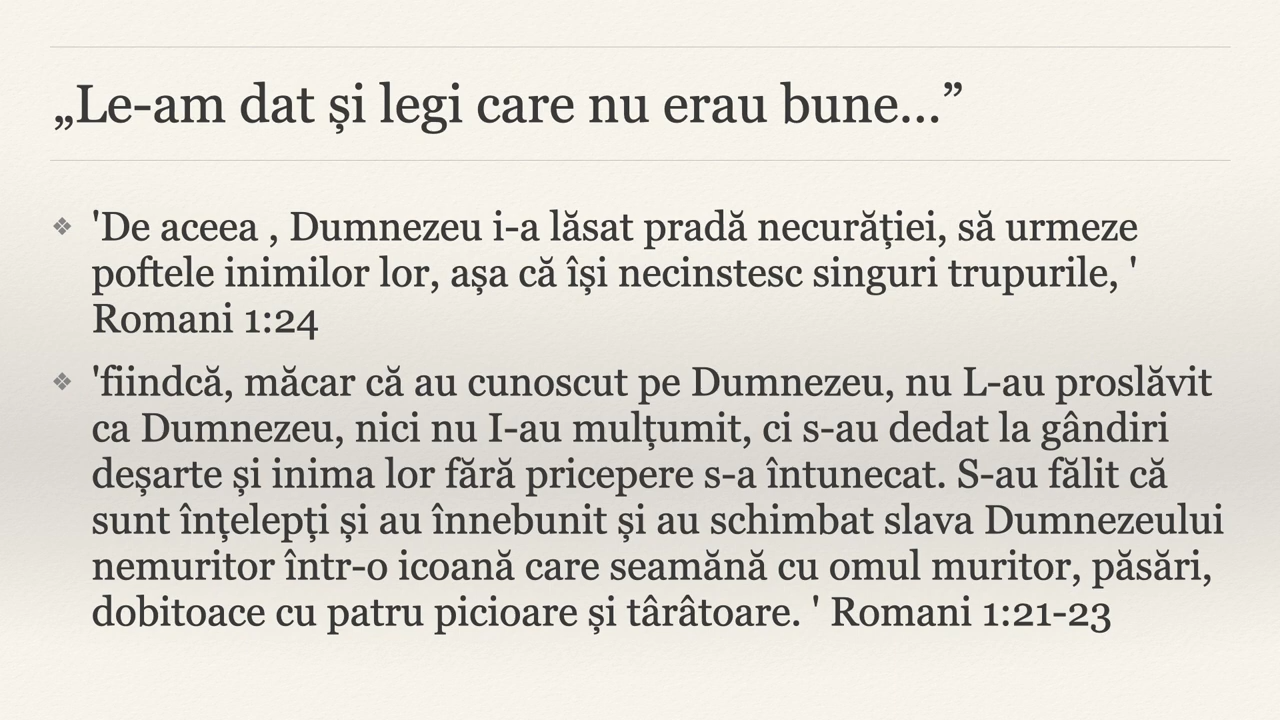 „Le-am dat și legi care nu erau bune...”
'De aceea , Dumnezeu i-a lăsat pradă necurăției, să urmeze
poftele inimilor lor, așa că își necinstesc singuri trupurile, '
Romani 1:24
'fiindcă, măcar că au cunoscut pe Dumnezeu, nu L-au proslăvit
ca Dumnezeu, nici nu I-au mulțumit, ci s-au dedat la gândiri
deșarte și inima lor fără pricepere s-a întunecat. S-au fălit că
sunt înțelepți și au înnebunit și au schimbat slava Dumnezeului
nemuritor într-o icoană care seamănă cu omul muritor, păsări,
dobitoace cu patru picioare și târâtoare. ' Romani 1:21-23